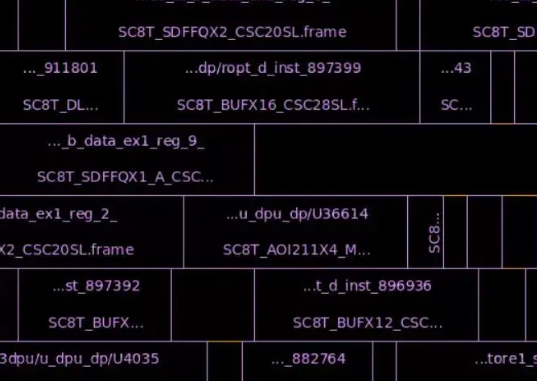 SC8T_SDFFQX2_CSC20SL.frame
SC8T_SD
..._911801
SC8T_DL...
...dp/ropt_d_inst_897399
SC8T_BUFX16_CSC28SL.f...
...43
SC...
..._b_data_ex1_reg_9_
SC8T_SDFFQX1_A_CSC...
data_ex1_reg_2_
X2_CSC20SL.frame
...u_dpu_dp/U36614
SC8T_AOI211X4_M...
SC8...
...st_897392
SC8T_BUFX...
...t_d_inst_896936
SC8T_BUFX12_CSC...
3dpu/u_dpu_dp/U4035
..._882764
...tore1_s